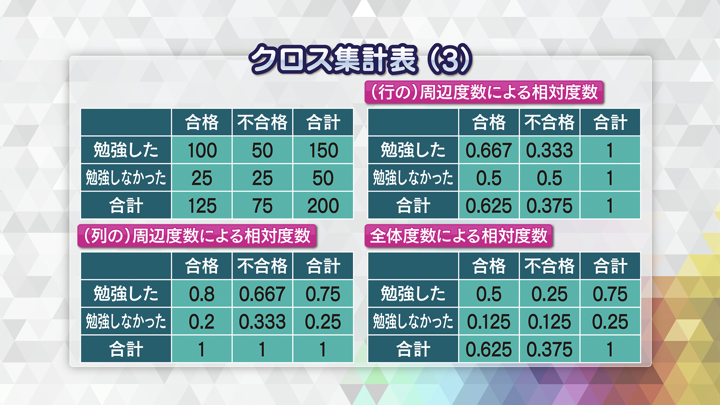 クロス集計表(3)
合格 不合格 合計
勉強した 100 50 150
勉強しなかった 25 25 50
合計 125 75 200
(行の)周辺度数による相対度数
合格 不合格 合計
勉強した 0.667 0.333 1
勉強しなかった 0.5 0.5 1
合計 0.625 0.375 1
(列の)周辺度数による相対度数
合格 不合格 合計
勉強した 0.8 0.667 0.75
勉強しなかった 0.2 0.333 0.25
合計 1 1 1
全体度数による相対度数
合格 不合格 合計
勉強した 0.5 0.25 0.75
勉強しなかった 0.125 0.125 0.25
合計 0.625 0.375 1